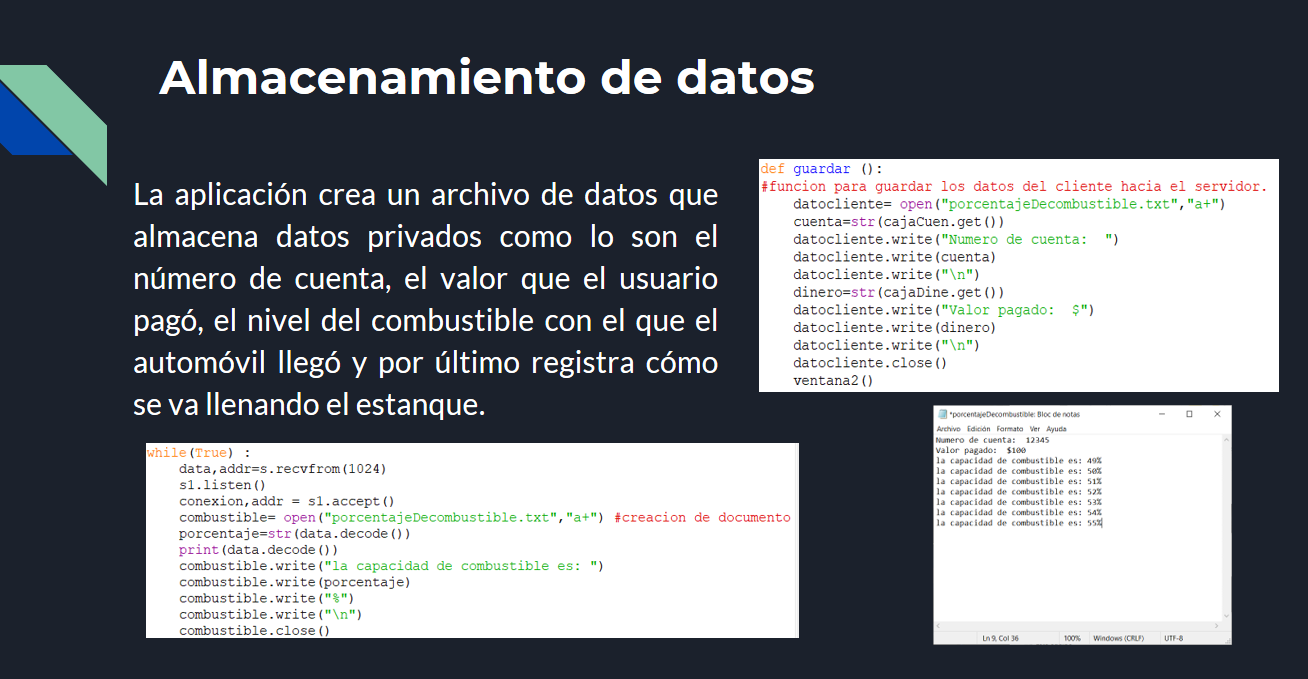 Almacenamiento de datos
La aplicación crea un archivo de datos que
almacena datos privados como lo son el
número de cuenta, el valor que el usuario
pagó, el nivel del combustible con el que el
automóvil llegó y por último registra cómo
se va llenando el estanque.
def guardar ():
#funcion para guardar los datos del cliente hacia el servidor.
    datocliente= open("porcentajeDecombustible.txt","a+")
    cuenta=str(cajaCuen.get())
    datocliente.write("Numero de cuenta:  ")
    datocliente.write(cuenta)
    datocliente.write("\n")
    dinero=str(cajaDine.get())
    datocliente.write("Valor pagado:  $")
    datocliente.write(dinero)
    datocliente.write("\n")
    datocliente.close()
    ventana2()
while(True) :
    data,addr=s.recvfrom(1024)
    s1.listen()
    conexion,addr = s1.accept()
    combustible= open("porcentajeDecombustible.txt","a+") #creacion de documento
    porcentaje=str(data.decode())
    print(data.decode())
    combustible.write("la capacidad de combustible es: ")
    combustible.write(porcentaje)
    combustible.write("%")
    combustible.write("\n")
    combustible.close()
*porcentajeDecombustible: Bloc de notas
Archivo Edición Formato Ver Ayuda
Numero de cuenta:  12345
Valor pagado:  $100
la capacidad de combustible es: 49%
la capacidad de combustible es: 50%
la capacidad de combustible es: 51%
la capacidad de combustible es: 52%
la capacidad de combustible es: 53%
la capacidad de combustible es: 54%
la capacidad de combustible es: 55%
Ln 9, Col 36 100% Windows (CRLF) UTF-8